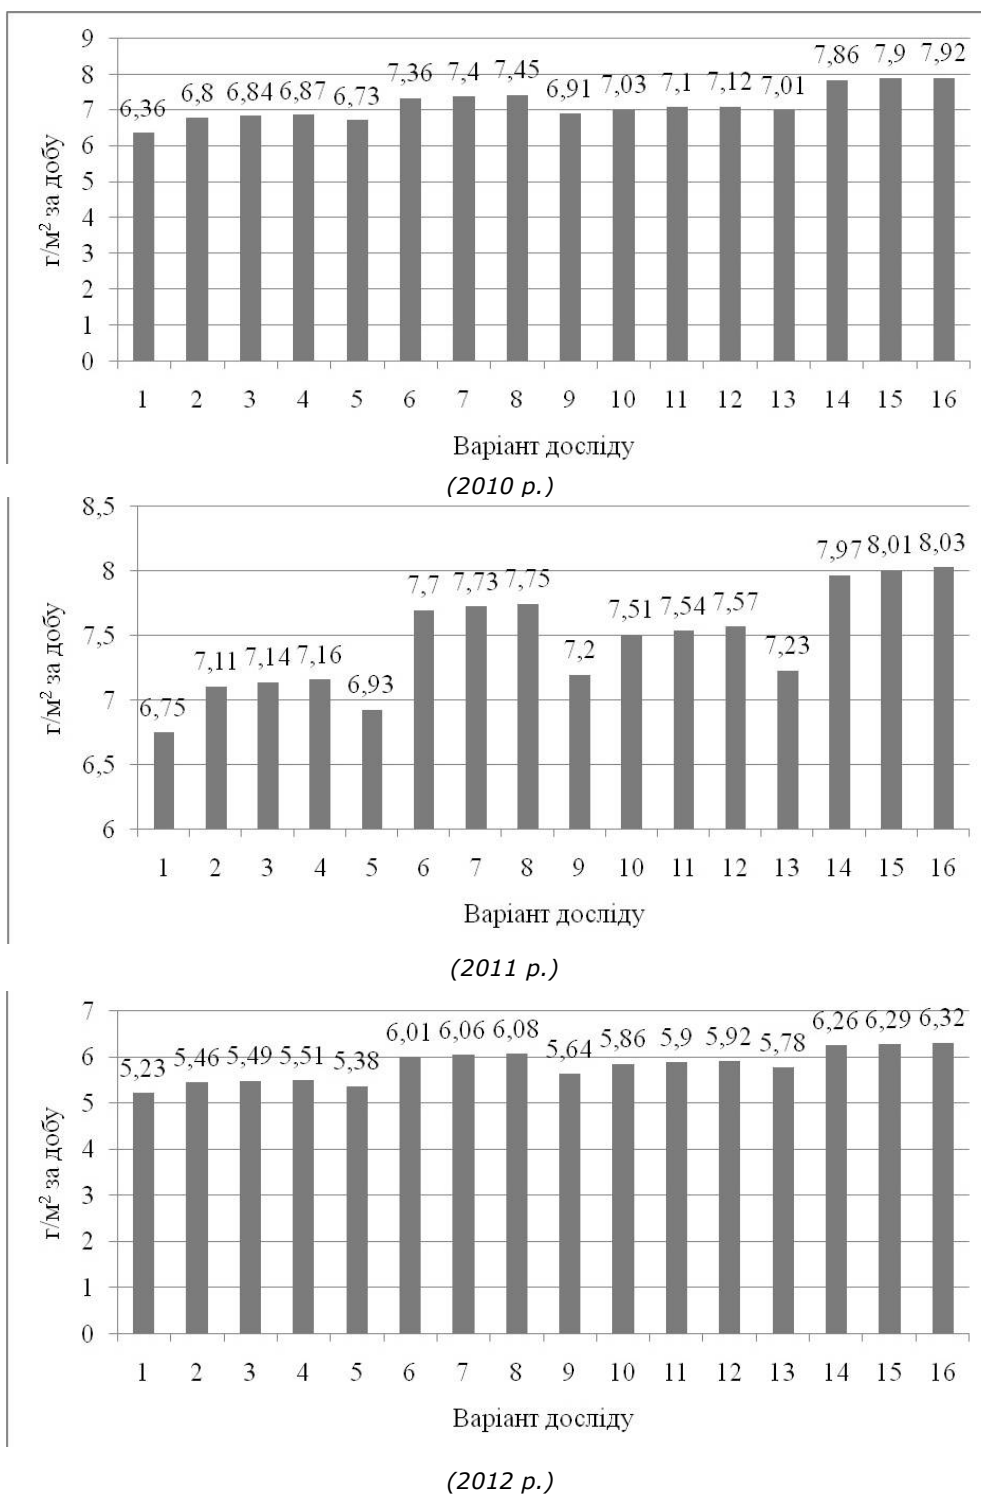 9
8
7
6
5
4
3
2
1
0
г/м² за добу
6,36 6,8 6,84 6,87 6,73 7,36 7,4 7,45 6,91 7,03 7,1 7,12 7,01 7,86 7,9 7,92
1 2 3 4 5 6 7 8 9 10 11 12 13 14 15 16
Варіант досліду
(2010 р.)
8,5
8
7,5
7
6,5
6
г/м² за добу
6,75 7,11 7,14 7,16 6,93 7,7 7,73 7,75 7,2 7,51 7,54 7,57 7,23 7,97 8,01 8,03
1 2 3 4 5 6 7 8 9 10 11 12 13 14 15 16
Варіант досліду
(2011 р.)
7
6
5
4
3
2
1
0
г/м² за добу
5,23 5,46 5,49 5,51 5,38 6,01 6,06 6,08 5,64 5,86 5,9 5,92 5,78 6,26 6,29 6,32
1 2 3 4 5 6 7 8 9 10 11 12 13 14 15 16
Варіант досліду
(2012 р.)